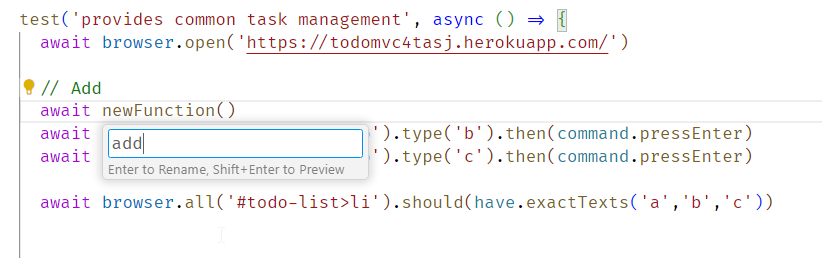 test('provides common task management', async () => {
await browser.open('https://todomvc4tasj.herokuapp.com/')
// Add
await newFunction()
await ').type('b').then(command.pressEnter)
add
await ').type('c').then(command.pressEnter)
Enter to Rename, Shift+Enter to Preview
await browser.all('#todo-list>li').should(have.exactTexts('a','b','c'))